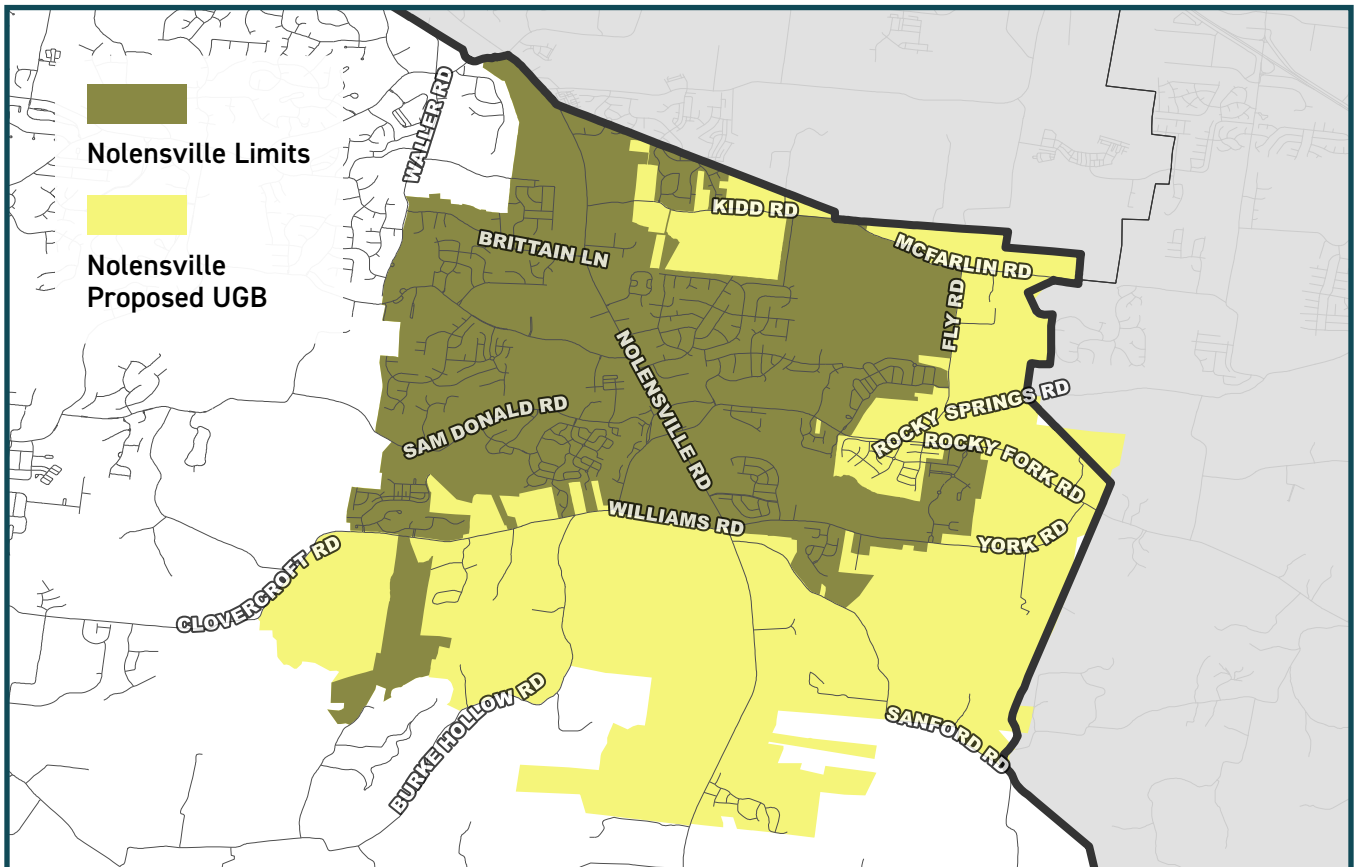 Nolensville Limits
Nolensville
Proposed UGB
WALLER RD
KIDD RD
BRITTAIN LN
MCFARLIN RD
FLY RD
NOLENSVILLE RD
SAM DONALD RD
ROCKY SPRINGS RD
ROCKY FORK RD
WILLIAMS RD
YORK RD
CLOVERCROFT RD
BURKE HOLLOW RD
SANFORD RD